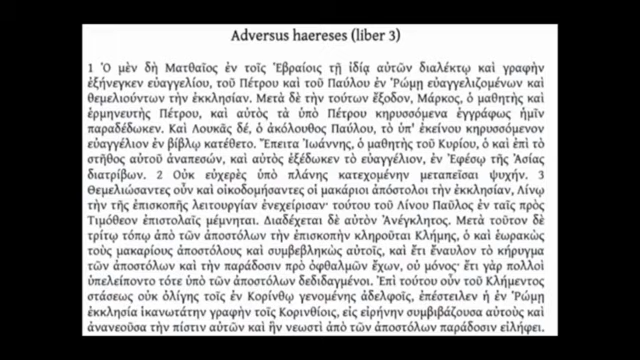 Adversus haereses (liber 3)
1 Ὁ μὲν δὴ Ματθαῖος ἐν τοῖς Ἑβραίοις τῇ ἰδίᾳ αὐτῶν διαλέκτῳ καὶ γραφὴν
ἐξήνεγκεν εὐαγγελίου, τοῦ Πέτρου καὶ τοῦ Παύλου ἐν Ῥώμῃ εὐαγγελιζομένων καὶ
θεμελιούντων τὴν ἐκκλησίαν. Μετὰ δὲ τὴν τούτων ἔξοδον, Μάρκος, ὁ μαθητὴς καὶ
ἑρμηνευτὴς Πέτρου, καὶ αὐτὸς τὰ ὑπὸ Πέτρου κηρυσσόμενα ἐγγράφως ἡμῖν
παραδέδωκεν. Καὶ Λουκᾶς δέ, ὁ ἀκόλουθος Παύλου, τὸ ὑπ' ἐκείνου κηρυσσόμενον
εὐαγγέλιον ἐν βίβλῳ κατέθετο. Ἔπειτα Ἰωάννης, ὁ μαθητὴς τοῦ Κυρίου, ὁ καὶ ἐπὶ τὸ
στῆθος αὐτοῦ ἀναπεσών, καὶ αὐτὸς ἐξέδωκεν τὸ εὐαγγέλιον, ἐν Ἐφέσῳ τῆς Ἀσίας
διατρίβων. 2 Οὐκ εὐχερὲς ὑπὸ πλάνης κατεχομένην μεταπεῖσαι ψυχήν. 3
Θεμελιώσαντες οὖν καὶ οἰκοδομήσαντες οἱ μακάριοι ἀπόστολοι τὴν ἐκκλησίαν, Λίνῳ
τὴν τῆς ἐπισκοπῆς λειτουργίαν ἐνεχείρισαν· τούτου τοῦ Λίνου Παῦλος ἐν ταῖς πρὸς
Τιμόθεον ἐπιστολαῖς μέμνηται. Διαδέχεται δὲ αὐτὸν Ἀνέγκλητος. Μετὰ τοῦτον δὲ
τρίτῳ τόπῳ ἀπὸ τῶν ἀποστόλων τὴν ἐπισκοπὴν κληροῦται Κλήμης, ὁ καὶ ἑωρακὼς
τοὺς μακαρίους ἀποστόλους καὶ συμβεβληκὼς αὐτοῖς, καὶ ἔτι ἔναυλον τὸ κήρυγμα
τῶν ἀποστόλων καὶ τὴν παράδοσιν πρὸ ὀφθαλμῶν ἔχων, οὐ μόνος· ἔτι γὰρ πολλοὶ
ὑπελείποντο τότε ὑπὸ τῶν ἀποστόλων δεδιδαγμένοι. Ἐπὶ τούτου οὖν τοῦ Κλήμεντος
στάσεως οὐκ ὀλίγης τοῖς ἐν Κορίνθῳ γενομένης ἀδελφοῖς, ἐπέστειλεν ἡ ἐν Ῥώμῃ
ἐκκλησία ἱκανωτάτην γραφὴν τοῖς Κορινθίοις, εἰς εἰρήνην συμβιβάζουσα αὐτοὺς καὶ
ἀνανεοῦσα τὴν πίστιν αὐτῶν καὶ ἣν νεωστὶ ἀπὸ τῶν ἀποστόλων παράδοσιν εἰλήφει.